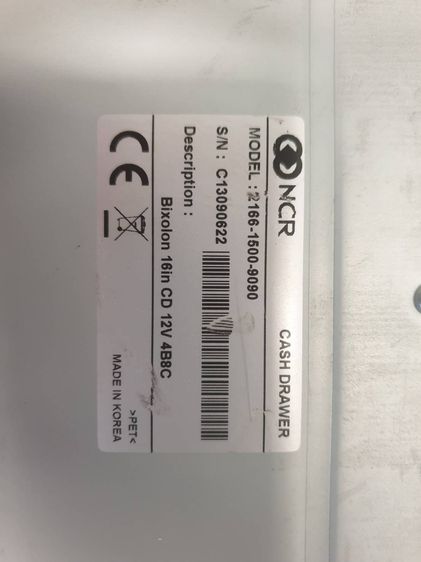 NCR
CASH DRAWER
MODEL : 2166-1500-9090
S/N : C13090622
Description :
Bixolon 16in CD 12V 4B8C
CE
>PET<
MADE IN KOREA